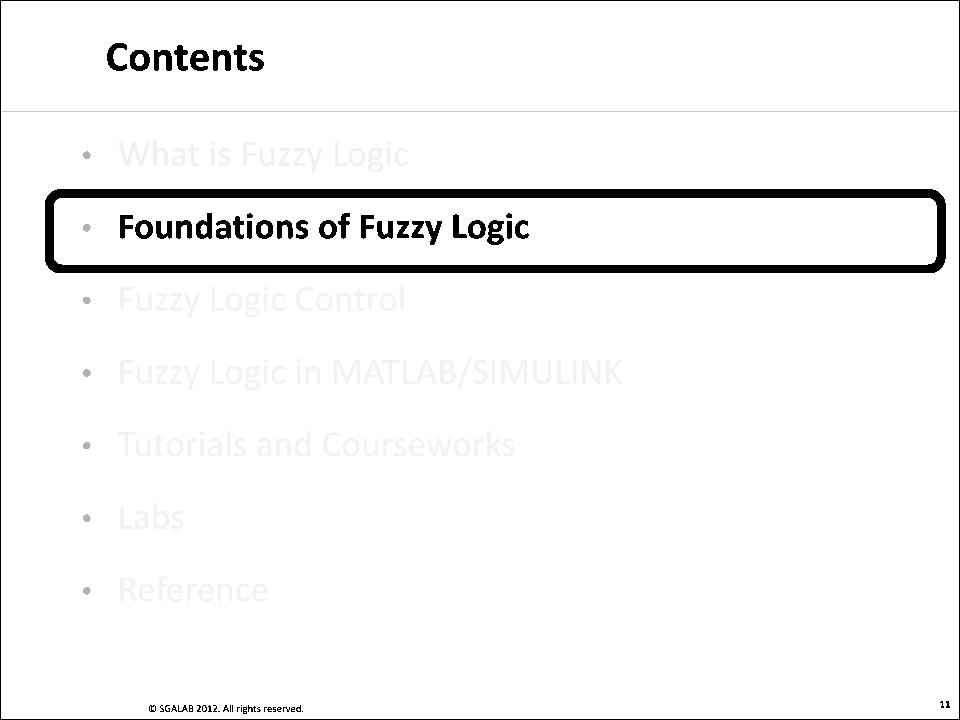 Contents
• What is Fuzzy Logic
• Foundations of Fuzzy Logic
• Fuzzy Logic Control
• Fuzzy Logic in MATLAB/SIMULINK
• Tutorials and Courseworks
• Labs
• Reference
© SGALAB 2012. All rights reserved.
11